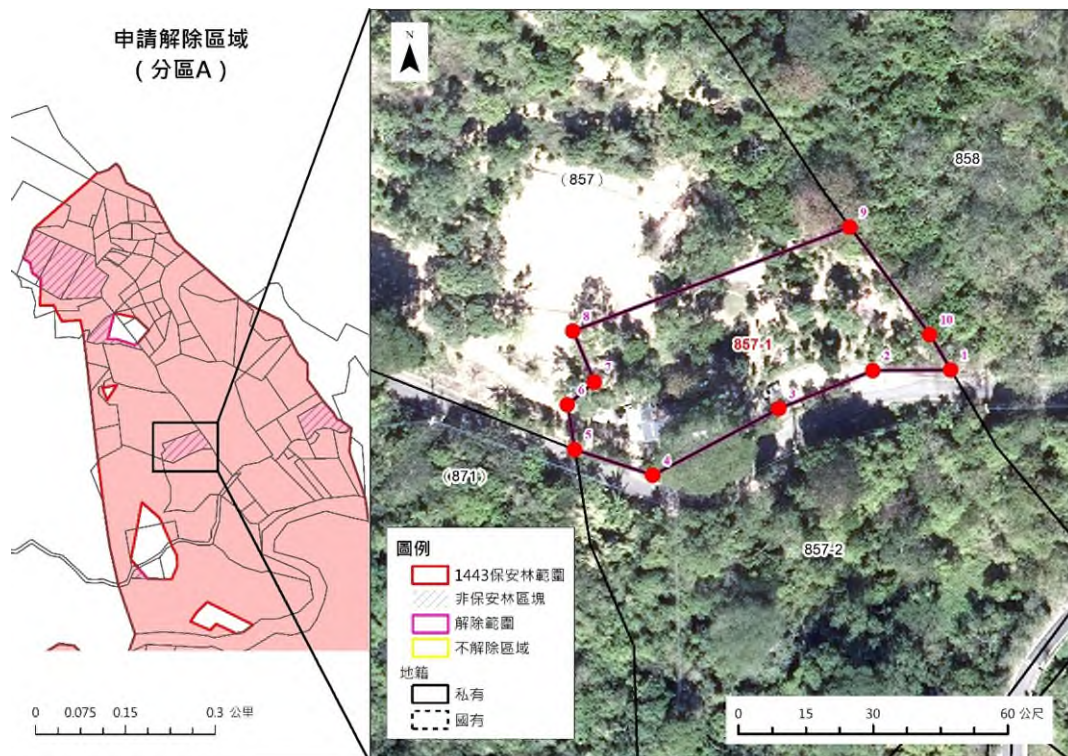 申請解除區域
（分區A）
0 0.075 0.15 0.3 公里
N
858
(857)
9
8
10
857-1
7
2
1
6
3
5
4
(871)
857-2
圖例
1443保安林範圍
非保安林區塊
解除範圍
不解除區域
地籍
私有
國有
0 15 30 60 公尺